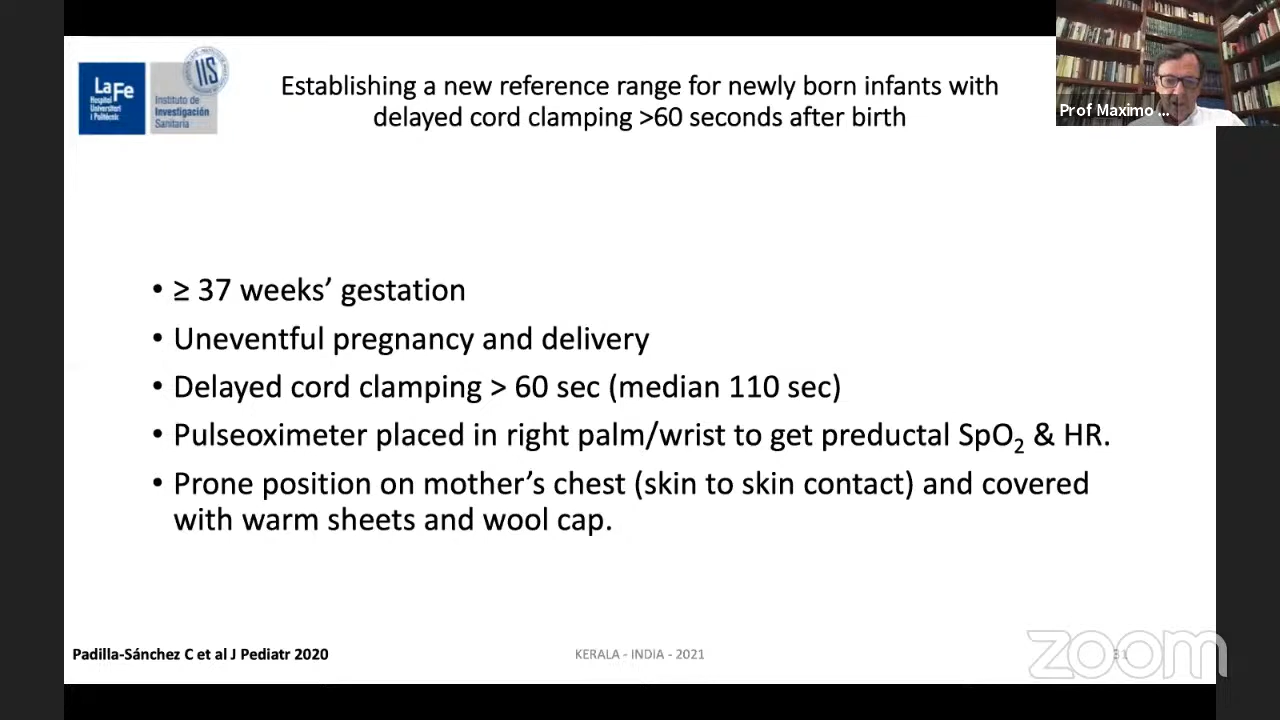 LaFe
Hospital
Universitari
i Politècnic
IIS
Instituto de
Investigación
Sanitaria
Establishing a new reference range for newly born infants with
delayed cord clamping >60 seconds after birth
Prof Maximo ...
• ≥ 37 weeks’ gestation
• Uneventful pregnancy and delivery
• Delayed cord clamping > 60 sec (median 110 sec)
• Pulseoximeter placed in right palm/wrist to get preductal SpO₂ & HR.
• Prone position on mother’s chest (skin to skin contact) and covered
with warm sheets and wool cap.
Padilla-Sánchez C et al J Pediatr 2020
KERALA - INDIA - 2021
31
zoom